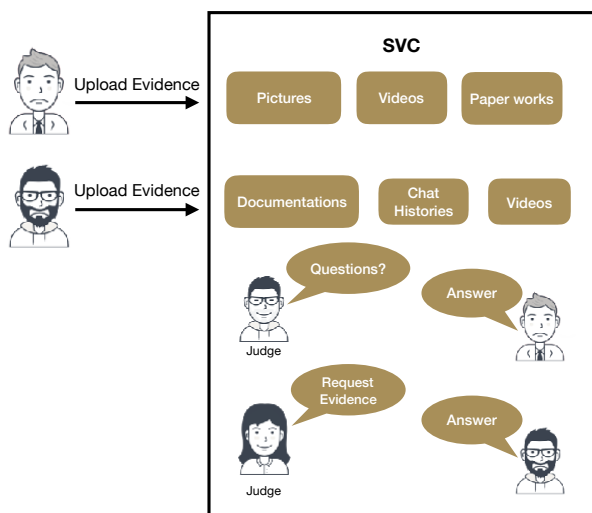 SVC
Upload Evidence
Pictures
Videos
Paper works
Upload Evidence
Documentations
Chat
Histories
Videos
Questions?
Answer
Judge
Request
Evidence
Answer
Judge